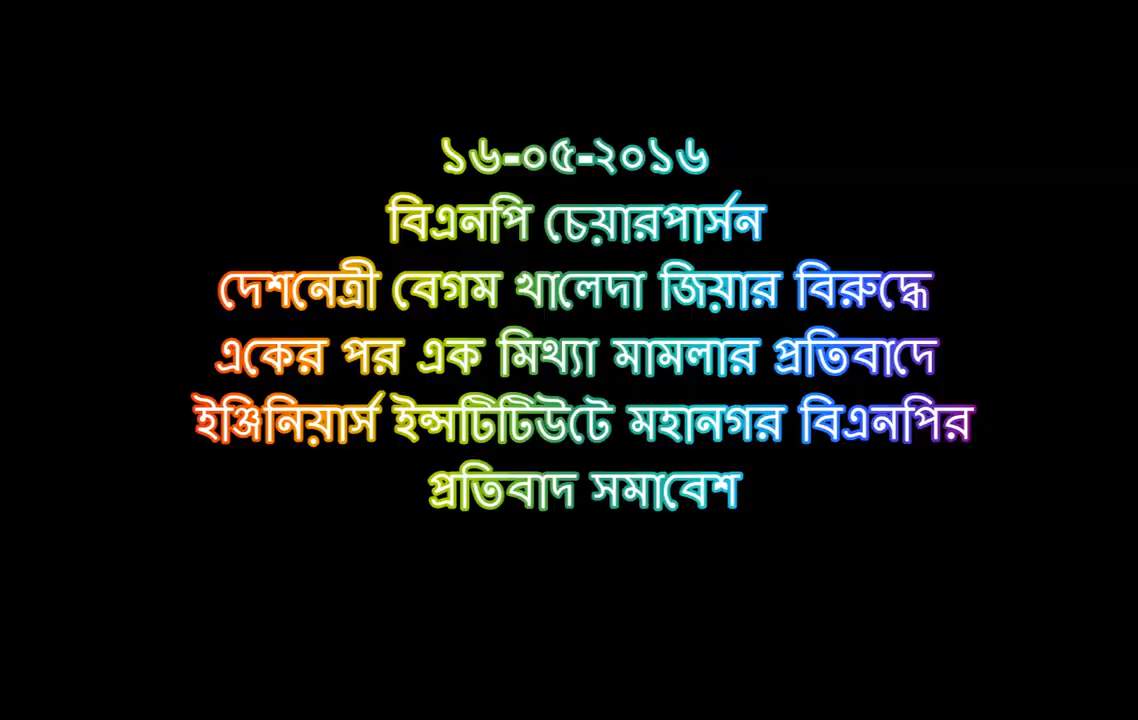 ১৬-০৫-২০১৬
বিএনপি চেয়ারপার্সন
দেশনেত্রী বেগম খালেদা জিয়ার বিরুদ্ধে
একের পর এক মিথ্যা মামলার প্রতিবাদে
ইঞ্জিনিয়ার্স ইন্সটিটিউটে মহানগর বিএনপির
প্রতিবাদ সমাবেশ